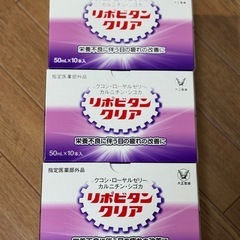 リポビタン
クリア
栄養不良に伴う目の疲れの改善に
50mL×10本入
指定医薬部外品
クコシ・ローヤルゼリー
カルニチン・シゴカ
リポビタン
クリア
栄養不良に伴う目の疲れの改善に
50mL×10本入
大正製薬
指定医薬部外品
クコシ・ローヤルゼリー
カルニチン・シゴカ
リポビタン
クリア
大正製薬